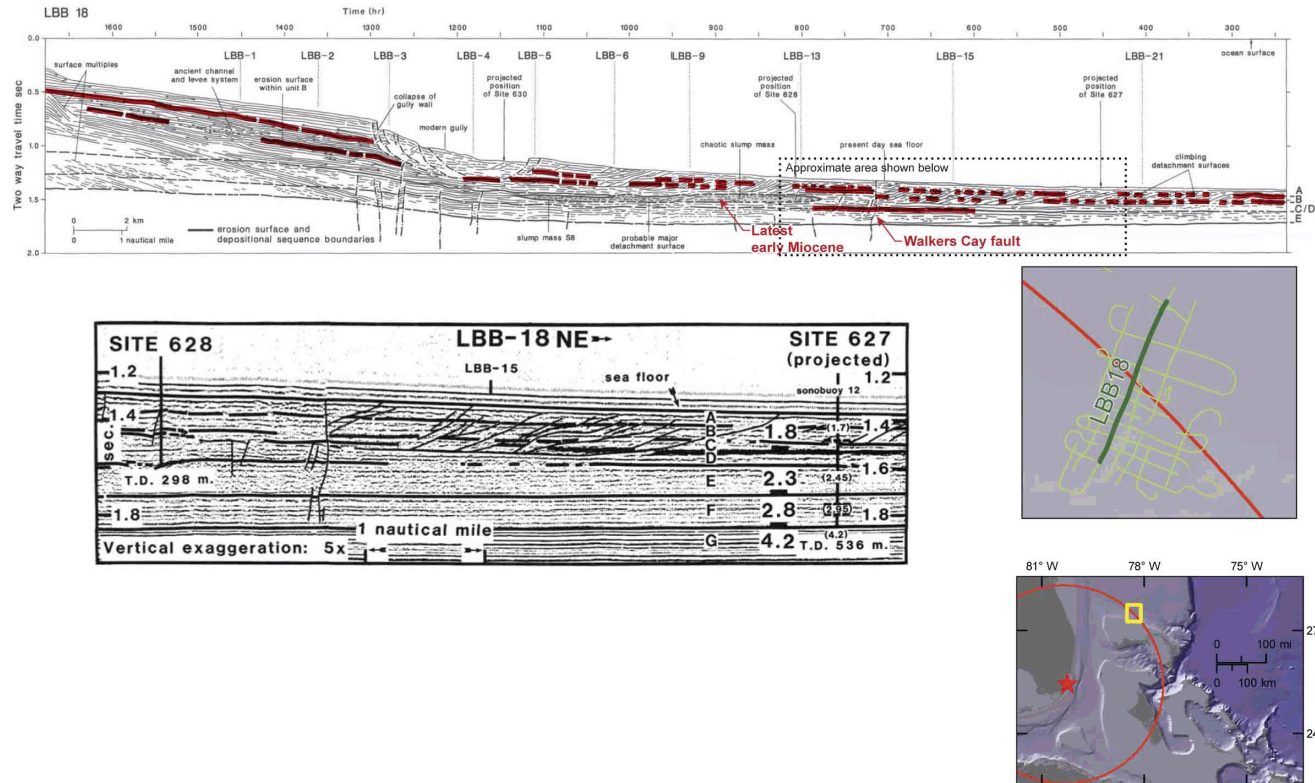 LBB 18
Time (hr)
1600 1500 1400 1300 1200 1100 1000 900 800 700 600 500 400 300
LBB-1 LBB-2 LBB-3 LBB-4 LBB-5 LBB-6 LBB-9 LBB-13 LBB-15 LBB-21
ocean surface
surface multiples
ancient channel
and levee system
erosion surface
within unit B
collapse of
gully wall
modern gully
projected
position
of Site 630
chaotic slump mass
projected
position
of Site 628
present day sea floor
projected
position
of Site 627
climbing
detachment surfaces
Approximate area shown below
Two way travel time sec
0.0
0.5
1.0
1.5
2.0
A
B
C/D
E
0 2 km
0 1 nautical mile
erosion surface and
depositional sequence boundaries
slump mass S8
probable major
detachment surface
Latest
early Miocene
Walkers Cay fault
SITE 628
LBB-18 NE
SITE 627
(projected)
LBB-15
sea floor
sonobuoy 12
1.2
1.4
sec.
1.8
1.2
1.4
1.6
1.8
A
B
C
D
E
F
G
1.8
(1.7)
2.3
(2.45)
2.8
(2.95)
4.2
(4.2)
T.D. 298 m.
T.D. 536 m.
1 nautical mile
Vertical exaggeration: 5x
LBB18
81° W 78° W 75° W
27
24
0 100 mi
0 100 km